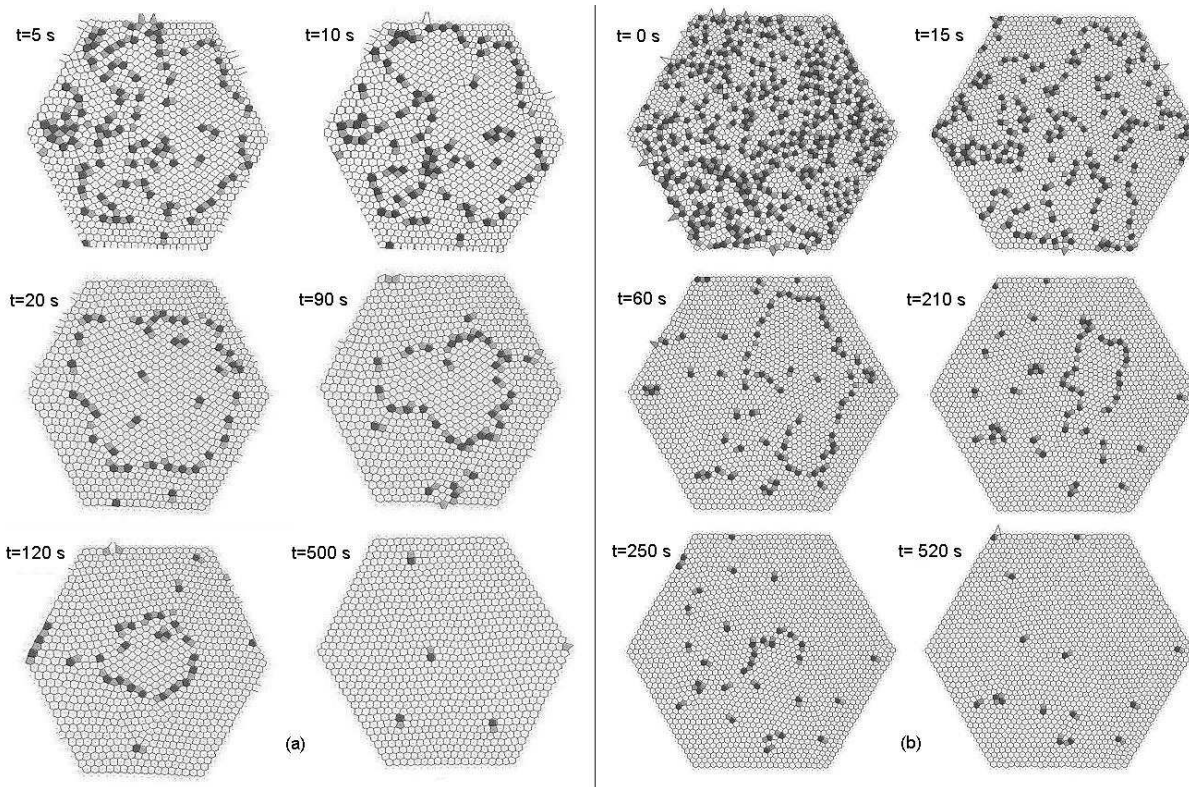 t=5 s
t=10 s
t=20 s
t=90 s
t=120 s
t=500 s
(a)
t= 0 s
t=15 s
t=60 s
t=210 s
t=250 s
t= 520 s
(b)